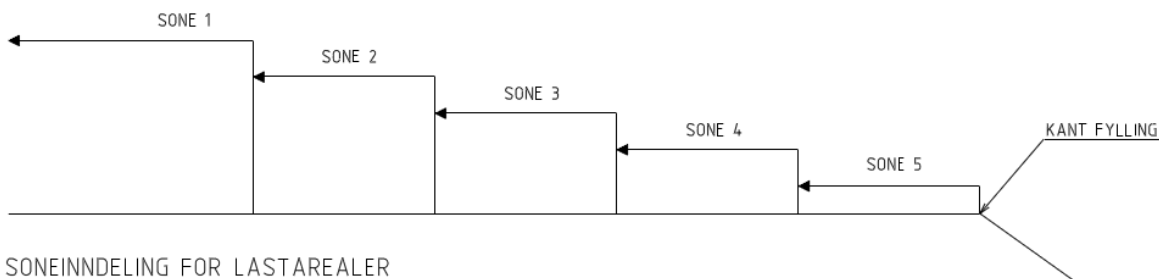 SONE 1
SONE 2
SONE 3
SONE 4
KANT FYLLING
SONE 5
SONEINNDELING FOR LASTAREALER